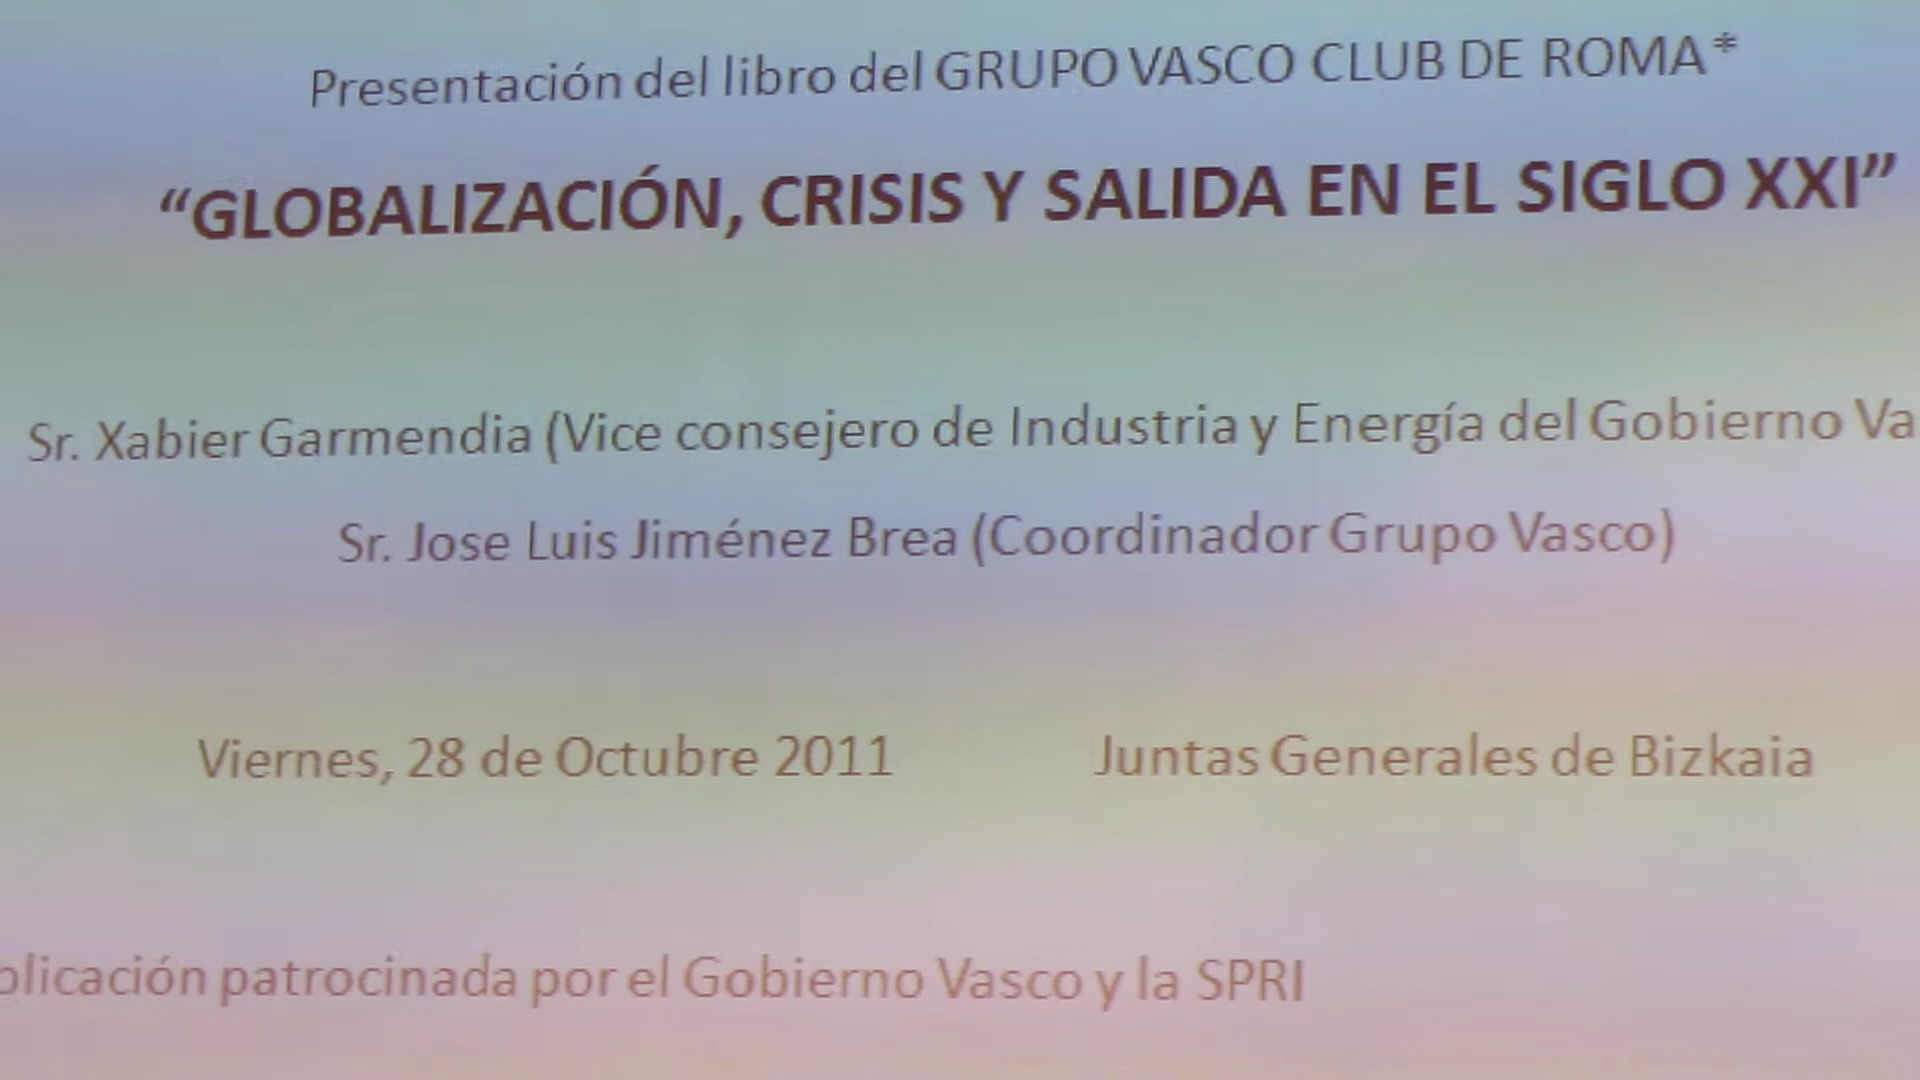 Presentación del libro del GRUPO VASCO CLUB DE ROMA*
“GLOBALIZACIÓN, CRISIS Y SALIDA EN EL SIGLO XXI”
Sr. Xabier Garmendia (Vice consejero de Industria y Energía del Gobierno Va
Sr. Jose Luis Jiménez Brea (Coordinador Grupo Vasco)
Viernes, 28 de Octubre 2011 Juntas Generales de Bizkaia
blicación patrocinada por el Gobierno Vasco y la SPRI